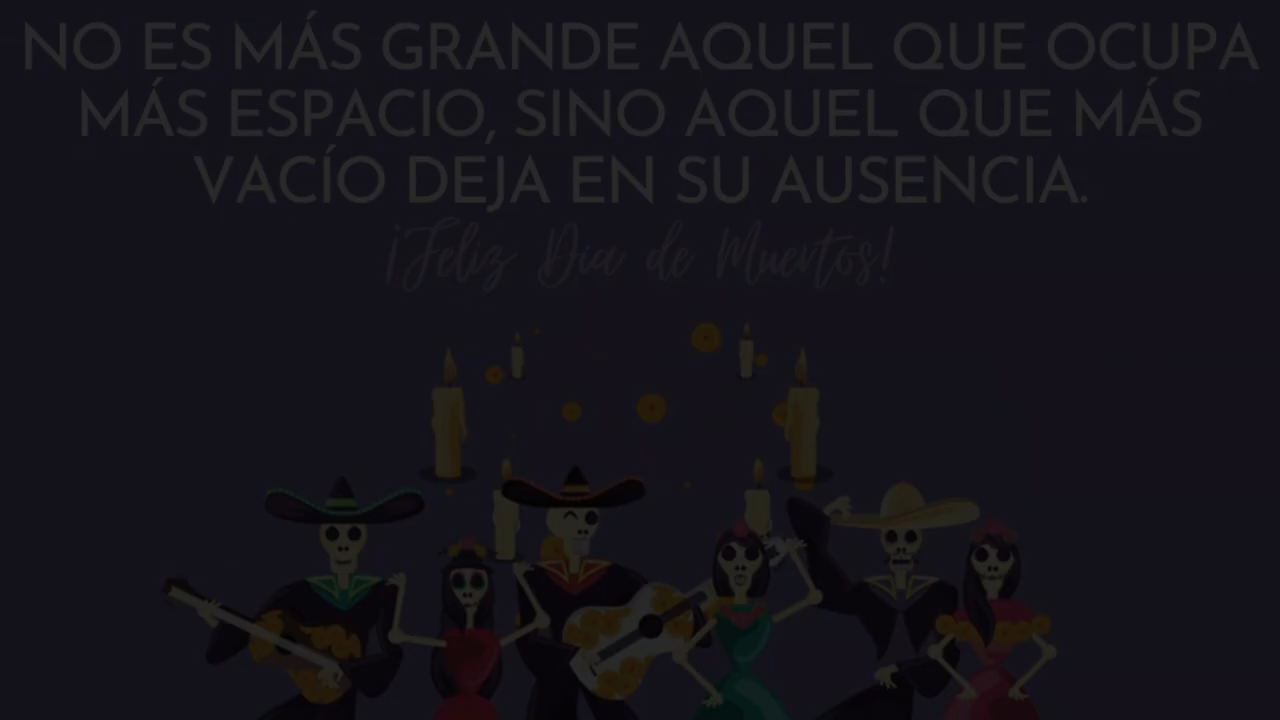 NO ES MÁS GRANDE AQUEL QUE OCUPA
MÁS ESPACIO, SINO AQUEL QUE MÁS
VACÍO DEJA EN SU AUSENCIA.
¡Feliz Dia de Muertos!